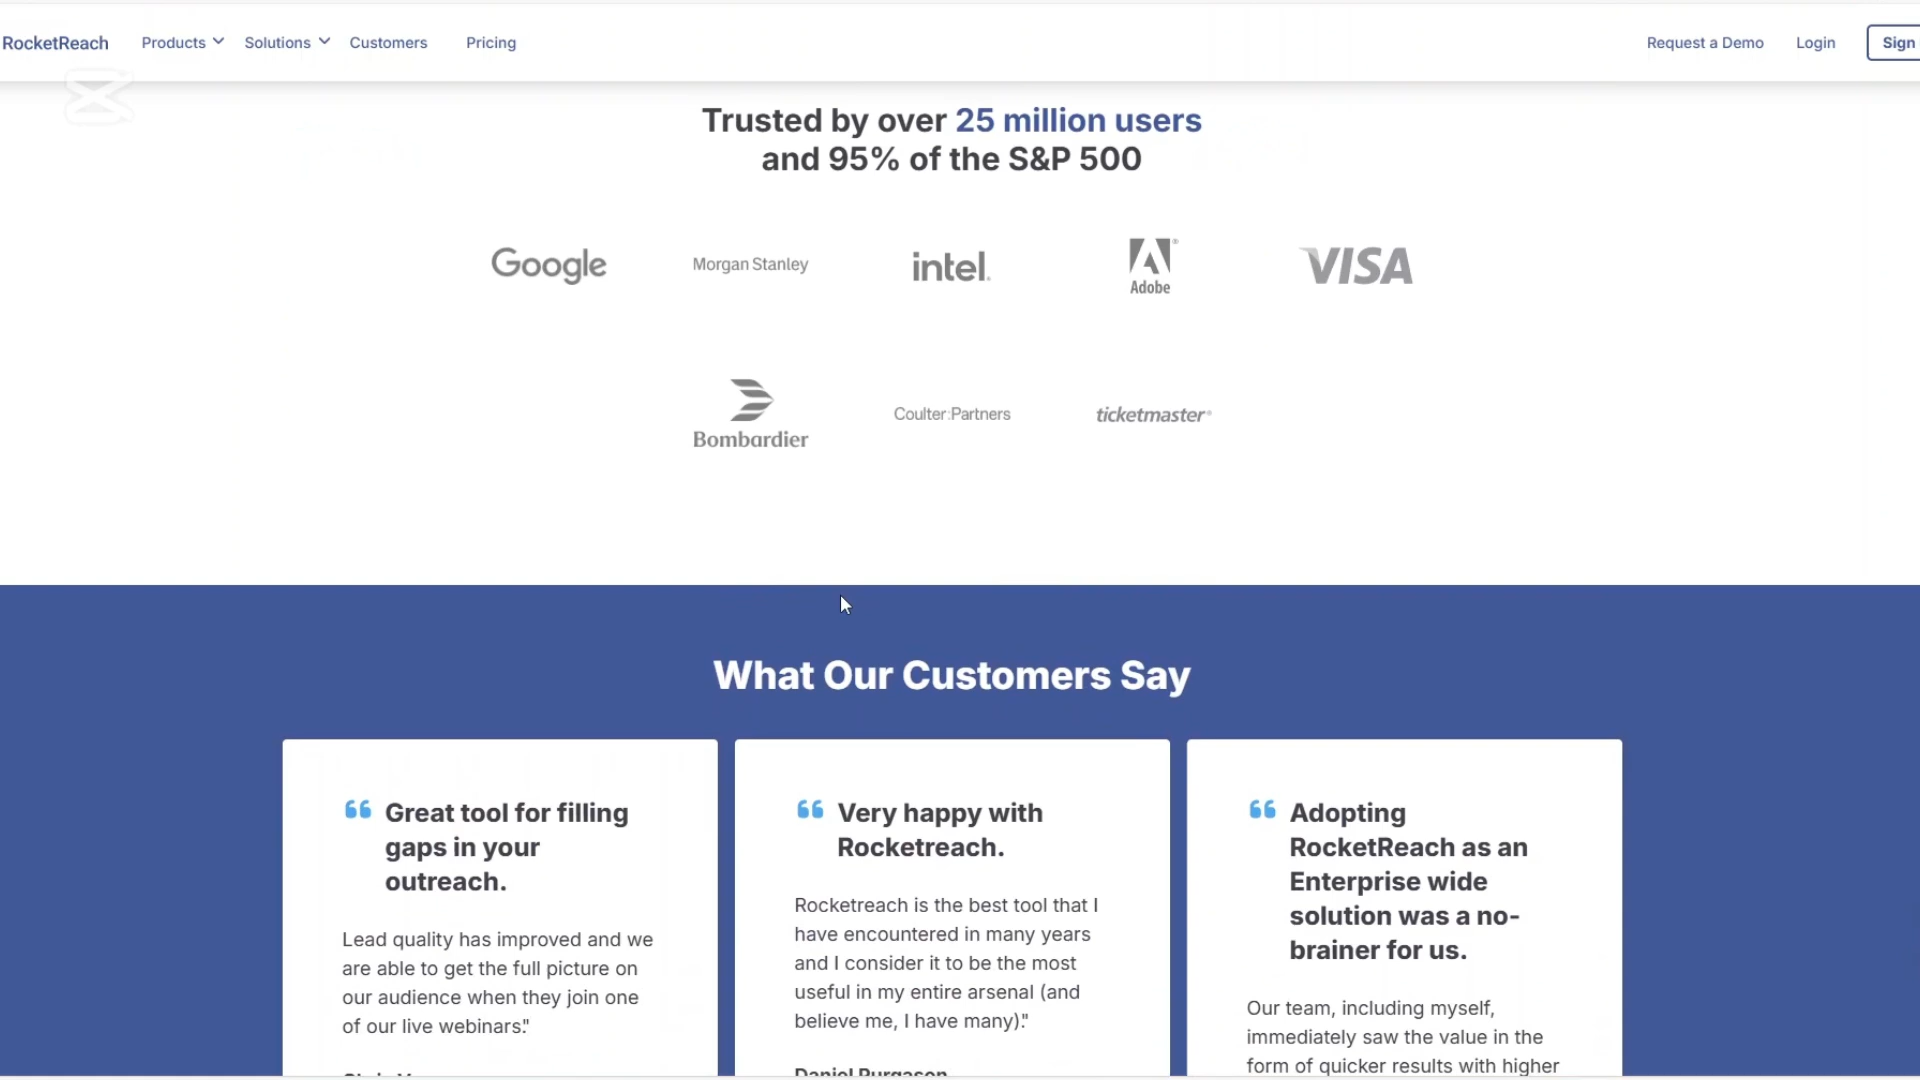 RocketReach Products Solutions Customers Pricing Request a Demo Login Sign
Trusted by over 25 million users
and 95% of the S&P 500
Google Morgan Stanley intel. Adobe VISA
Bombardier Coulter:Partners ticketmaster®
What Our Customers Say
Great tool for filling
gaps in your
outreach.
Lead quality has improved and we
are able to get the full picture on
our audience when they join one
of our live webinars."
Very happy with
Rocketreach.
Rocketreach is the best tool that I
have encountered in many years
and I consider it to be the most
useful in my entire arsenal (and
believe me, I have many)."
Daniel Purgason
Adopting
RocketReach as an
Enterprise wide
solution was a no-
brainer for us.
Our team, including myself,
immediately saw the value in the
form of quicker results with higher